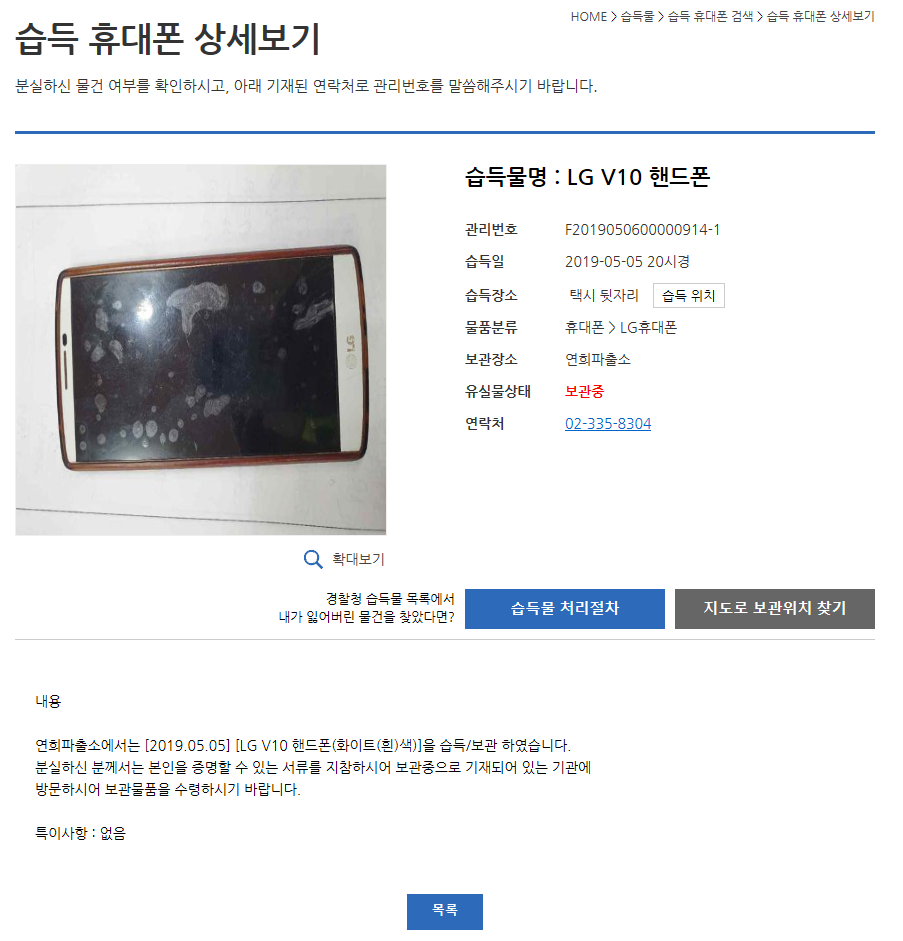 HOME > 습득물 > 습득 휴대폰 검색 > 습득 휴대폰 상세보기
습득 휴대폰 상세보기
분실하신 물건 여부를 확인하시고, 아래 기재된 연락처로 관리번호를 말씀해주시기 바랍니다.
습득물명 : LG V10 핸드폰
관리번호 F2019050600000914-1
습득일 2019-05-05 20시경
습득장소 택시 뒷자리 습득 위치
물품분류 휴대폰 > LG휴대폰
보관장소 연희파출소
유실물상태 보관중
연락처 02-335-8304
확대보기
경찰청 습득물 목록에서
내가 잃어버린 물건을 찾았다면?
습득물 처리절차 지도로 보관위치 찾기
내용
연희파출소에서는 [2019.05.05] [LG V10 핸드폰(화이트(흰)색)]을 습득/보관 하였습니다.
분실하신 분께서는 본인을 증명할 수 있는 서류를 지참하시어 보관중으로 기재되어 있는 기관에
방문하시어 보관물품을 수령하시기 바랍니다.
특이사항 : 없음
목록